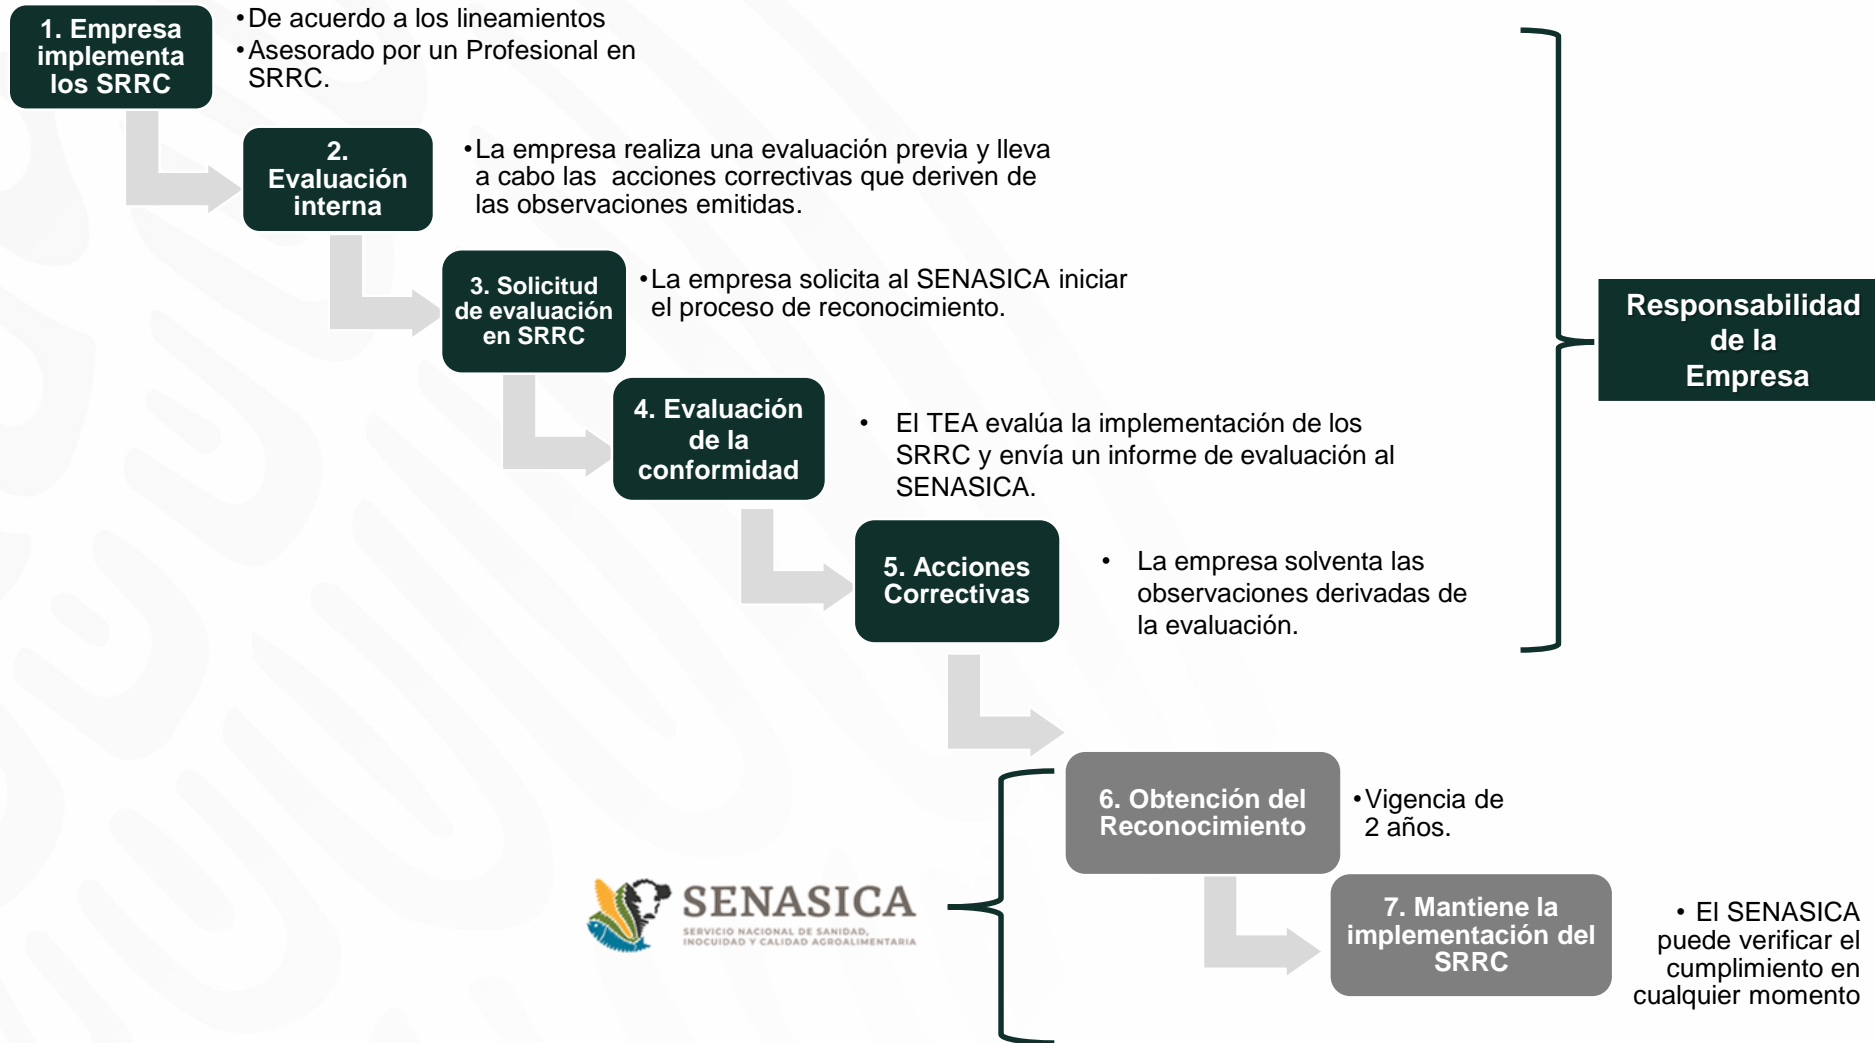 1. Empresa
implementa
los SRRC
•De acuerdo a los lineamientos
•Asesorado por un Profesional en
SRRC.
2.
Evaluación
interna
•La empresa realiza una evaluación previa y lleva
a cabo las acciones correctivas que deriven de
las observaciones emitidas.
3. Solicitud
de evaluación
en SRRC
•La empresa solicita al SENASICA iniciar
el proceso de reconocimiento.
Responsabilidad
de la
Empresa
4. Evaluación
de la
conformidad
• El TEA evalúa la implementación de los
SRRC y envía un informe de evaluación al
SENASICA.
5. Acciones
Correctivas
• La empresa solventa las
observaciones derivadas de
la evaluación.
6. Obtención del
Reconocimiento
•Vigencia de
2 años.
SENASICA
SERVICIO NACIONAL DE SANIDAD,
INOCUIDAD Y CALIDAD AGROALIMENTARIA
7. Mantiene la
implementación del
SRRC
• El SENASICA
puede verificar el
cumplimiento en
cualquier momento